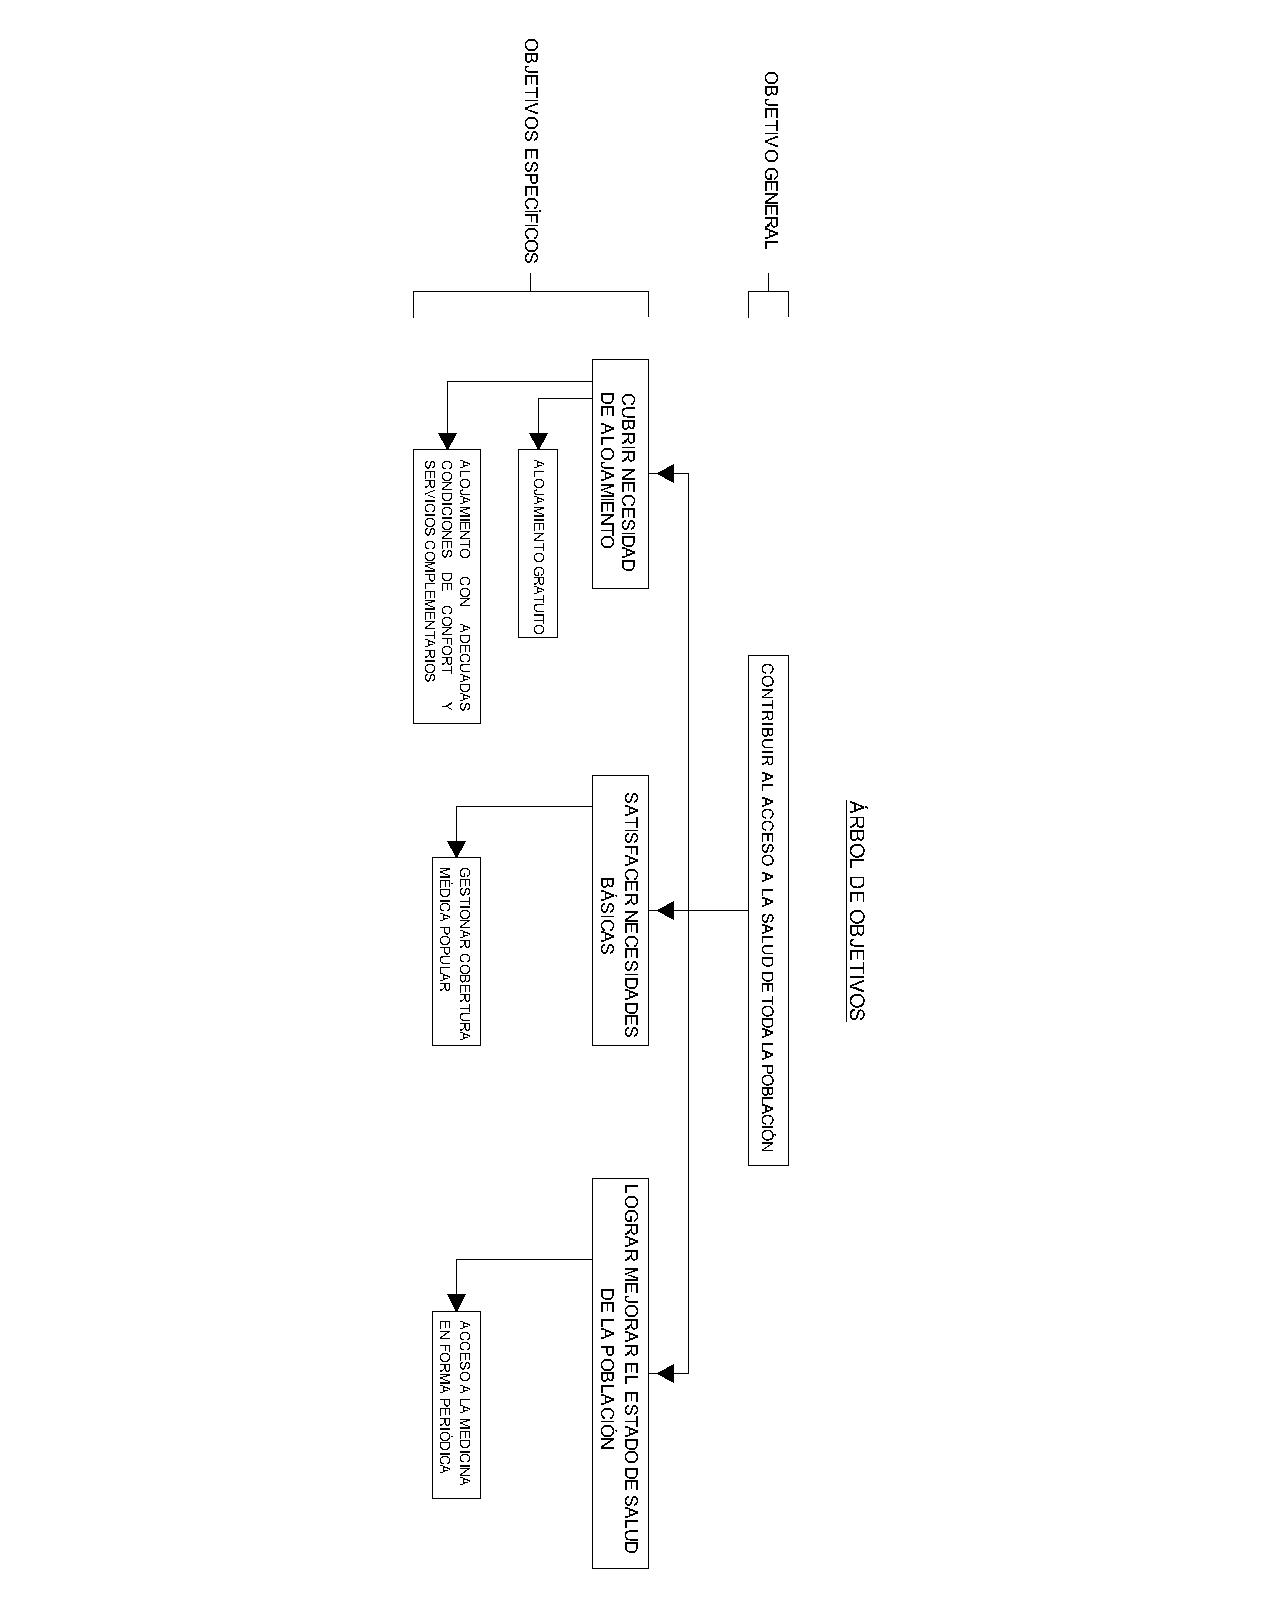 ÁRBOL DE OBJETIVOS
OBJETIVO GENERAL
CONTRIBUIR AL ACCESO A LA SALUD DE TODA LA POBLACIÓN
OBJETIVOS ESPECÍFICOS
CUBRIR NECESIDAD
DE ALOJAMIENTO
ALOJAMIENTO GRATUITO
ALOJAMIENTO CON ADECUADAS
CONDICIONES DE CONFORT Y
SERVICIOS COMPLEMENTARIOS
SATISFACER NECESIDADES
BÁSICAS
GESTIONAR COBERTURA
MÉDICA POPULAR
LOGRAR MEJORAR EL ESTADO DE SALUD
DE LA POBLACIÓN
ACCESO A LA MEDICINA
EN FORMA PERIÓDICA